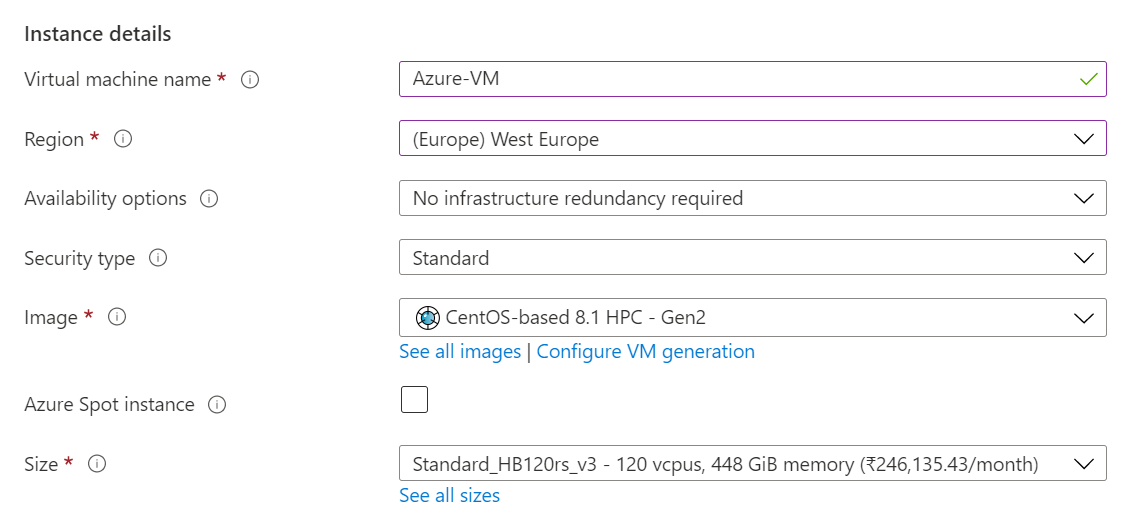 Instance details
Virtual machine name * Azure-VM
Region * (Europe) West Europe
Availability options No infrastructure redundancy required
Security type Standard
Image * CentOS-based 8.1 HPC - Gen2
See all images | Configure VM generation
Azure Spot instance
Size * Standard_HB120rs_v3 - 120 vcpus, 448 GiB memory (₹246,135.43/month)
See all sizes